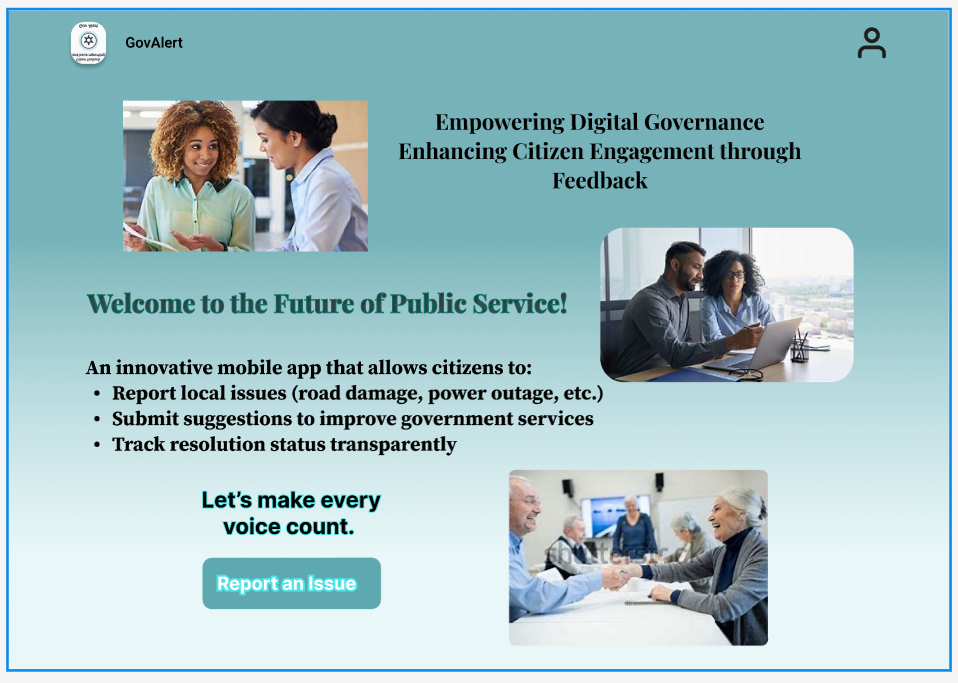 GovAlert
Empowering Digital Governance
Enhancing Citizen Engagement through
Feedback
Welcome to the Future of Public Service!
An innovative mobile app that allows citizens to:
• Report local issues (road damage, power outage, etc.)
• Submit suggestions to improve government services
• Track resolution status transparently
Let’s make every
voice count.
Report an Issue
shutterstock